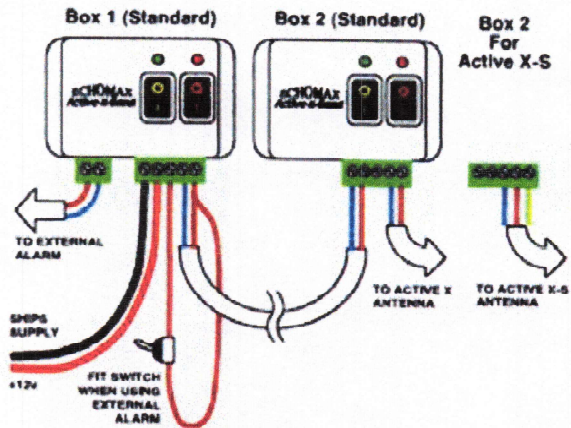 Box 1 (Standard)
Box 2 (Standard)
Box 2
For
Active X-S
ECHOMAX
Active-X-Band
ECHOMAX
Active-X-Band
TO EXTERNAL
ALARM
SHIPS
SUPPLY
+12v
FIT SWITCH
WHEN USING
EXTERNAL
ALARM
TO ACTIVE X
ANTENNA
TO ACTIVE X-S
ANTENNA